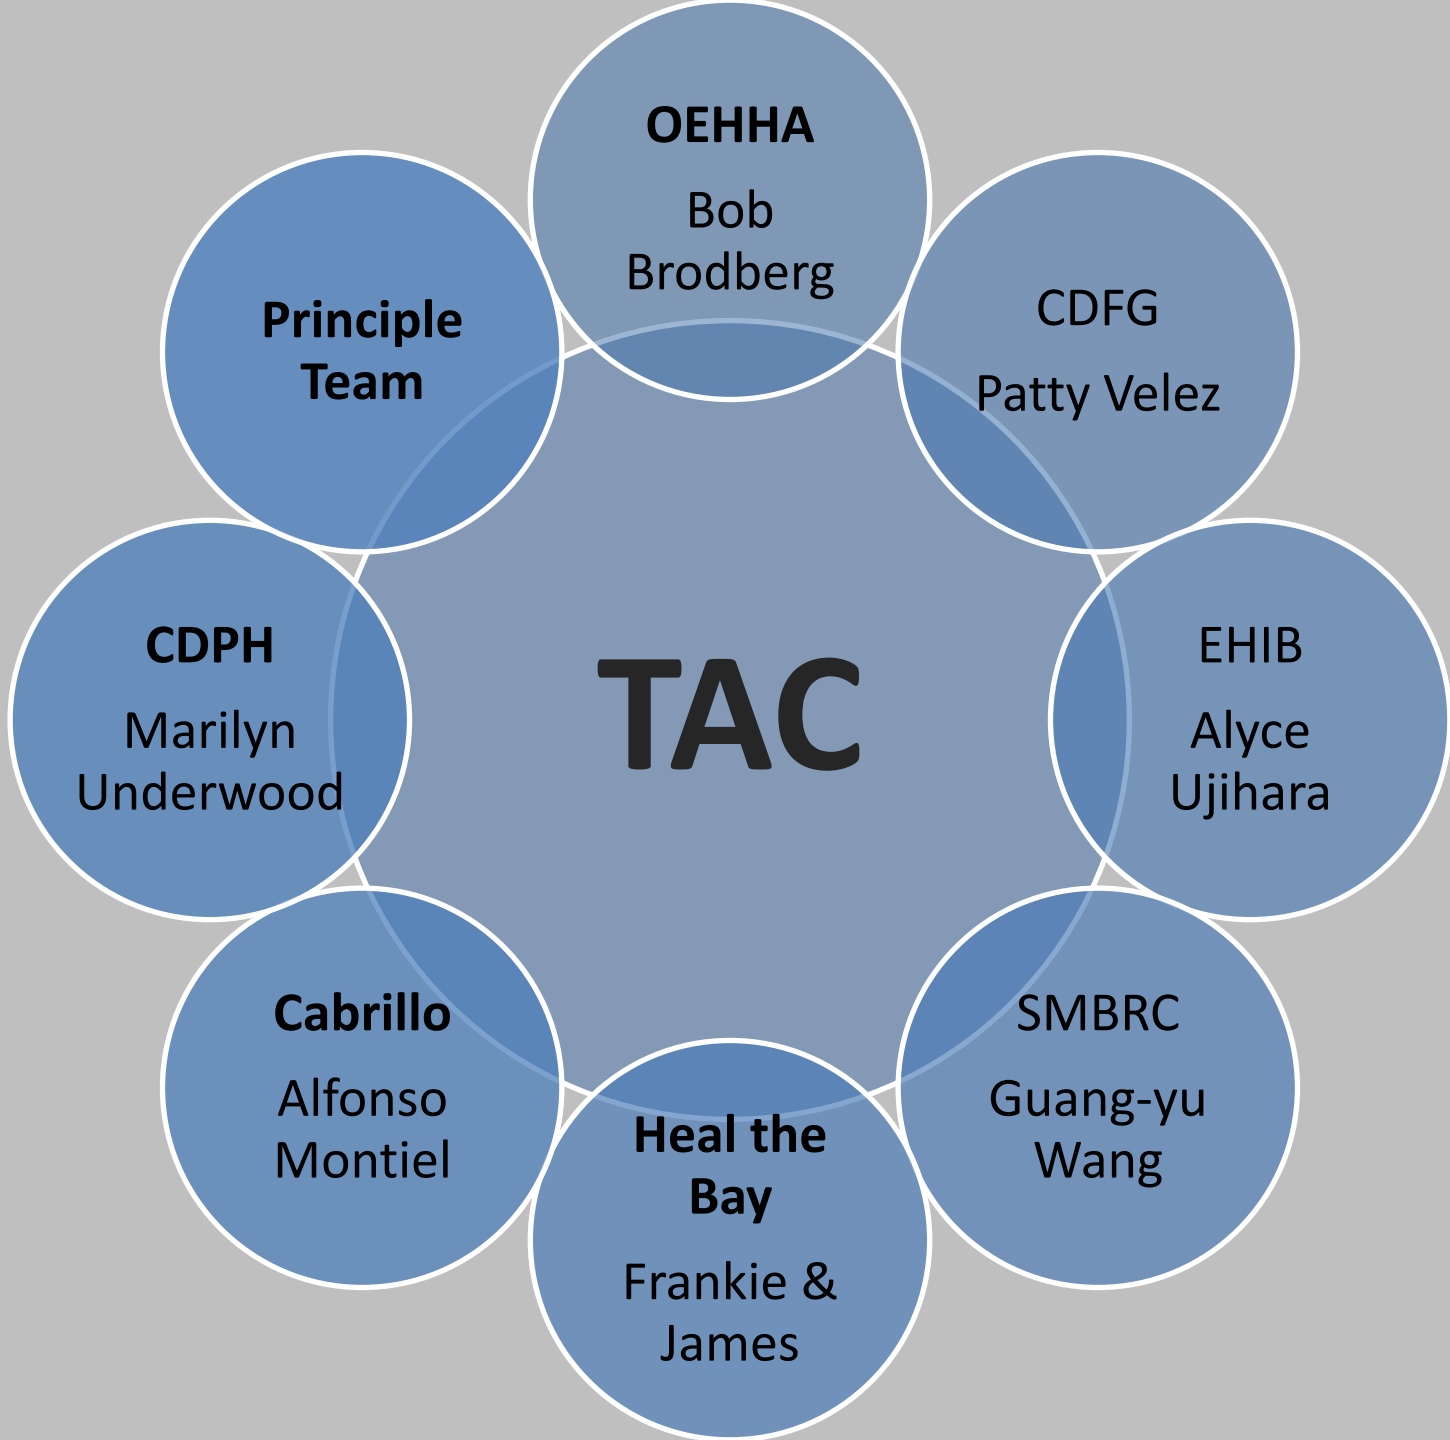 OEHHA
Bob
Brodberg
CDFG
Patty Velez
EHIB
Alyce
Ujihara
SMBRC
Guang-yu
Wang
Heal the
Bay
Frankie &
James
Cabrillo
Alfonso
Montiel
CDPH
Marilyn
Underwood
Principle
Team
TAC